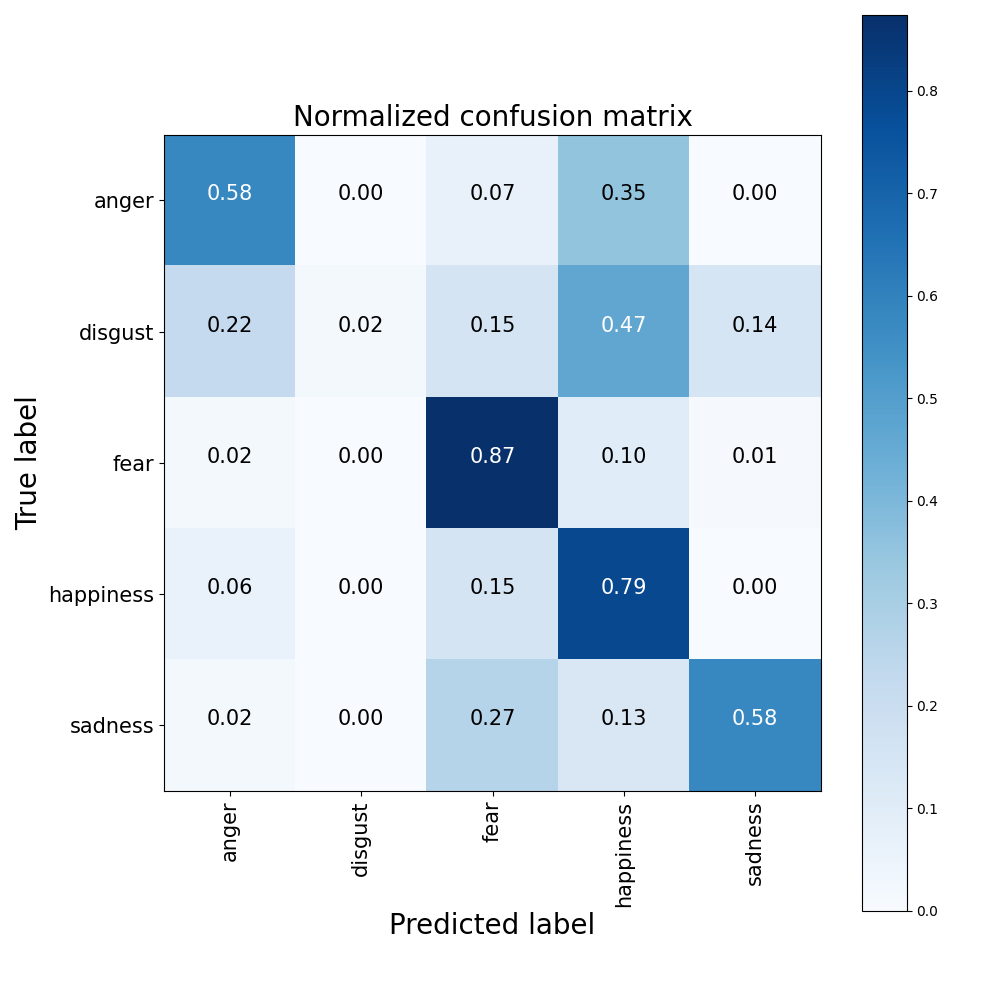 Normalized confusion matrix
anger 0.58 0.00 0.07 0.35 0.00
disgust 0.22 0.02 0.15 0.47 0.14
fear 0.02 0.00 0.87 0.10 0.01
happiness 0.06 0.00 0.15 0.79 0.00
sadness 0.02 0.00 0.27 0.13 0.58
True label
anger disgust fear happiness sadness
Predicted label
0.8
0.7
0.6
0.5
0.4
0.3
0.2
0.1
0.0